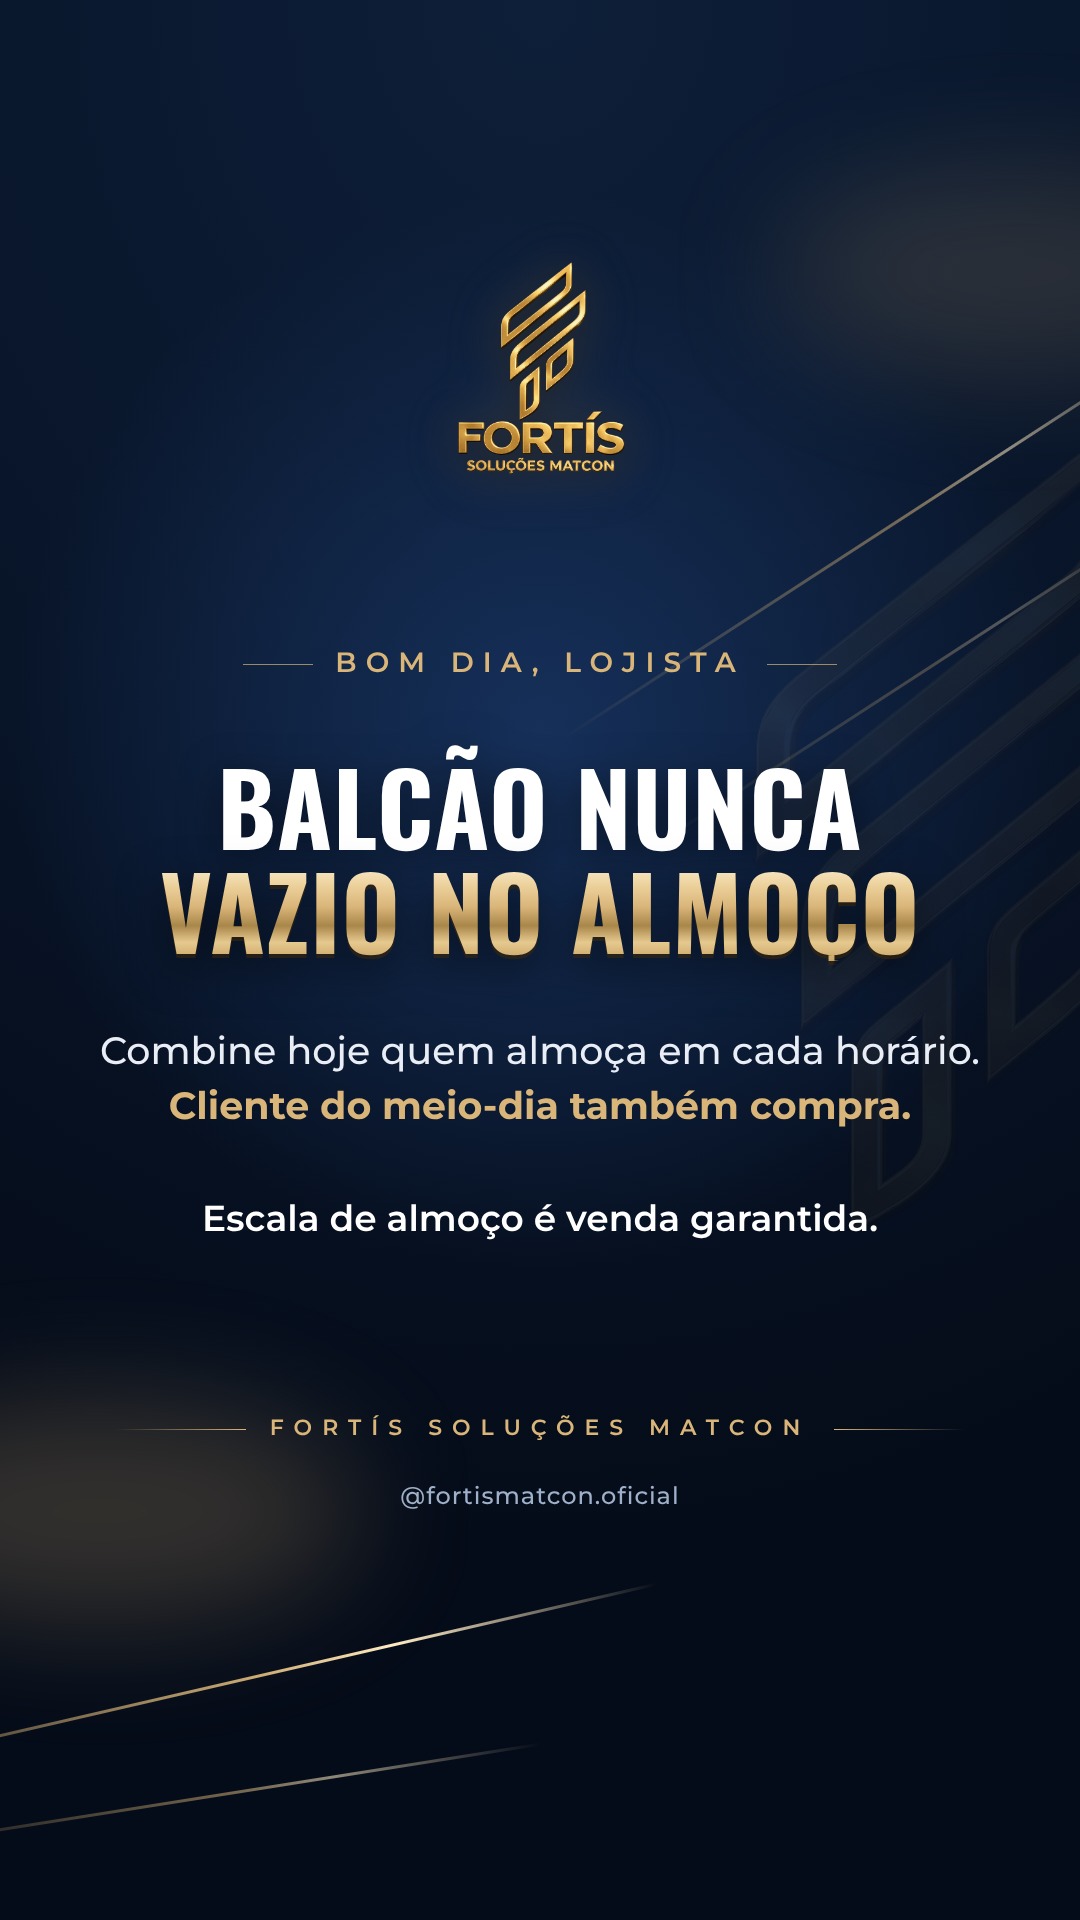 FORTÍS
SOLUÇÕES MATCON
BOM DIA, LOJISTA
BALCÃO NUNCA
VAZIO NO ALMOÇO
Combine hoje quem almoça em cada horário.
Cliente do meio-dia também compra.
Escala de almoço é venda garantida.
FORTÍS SOLUÇÕES MATCON
@fortismatcon.oficial